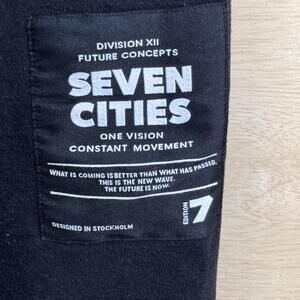 DIVISION XII
FUTURE CONCEPTS
SEVEN
CITIES
ONE VISION
CONSTANT MOVEMENT
WHAT IS COMING IS BETTER THAN WHAT HAS PASSED.
THIS IS THE NEW WAVE.
THE FUTURE IS NOW.
DESIGNED IN STOCKHOLM
EDITION
7